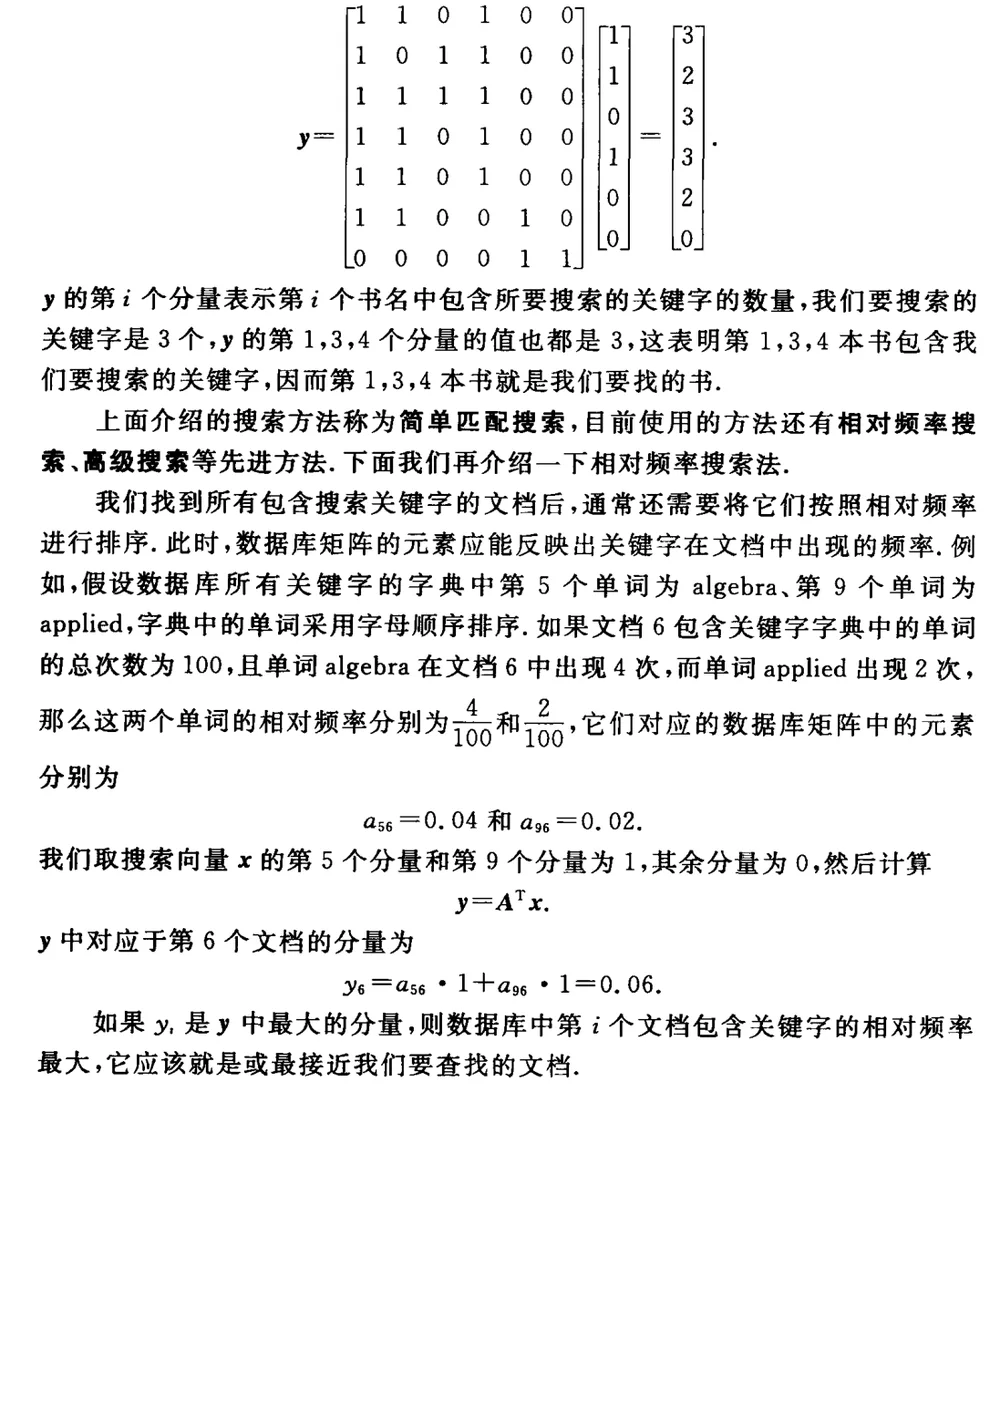 y=
[1 1 0 1 0 0]
[1 0 1 1 0 0]
[1 1 1 1 0 0]
[1 1 0 1 0 0]
[1 1 0 1 0 0]
[1 1 0 0 1 0]
[0 0 0 0 1 1]
[1 1 0 1 0 0]
=
[3 2 3 3 2 0]
.
y 的第 i 个分量表示第 i 个书名中包含所要搜索的关键字的数量,我们要搜索的
关键字是 3 个,y 的第 1,3,4 个分量的值也都是 3,这表明第 1,3,4 本书包含我
们要搜索的关键字,因而第 1,3,4 本书就是我们要找的书.
上面介绍的搜索方法称为简单匹配搜索,目前使用的方法还有相对频率搜
索、高级搜索等先进方法.下面我们再介绍一下相对频率搜索法.
我们找到所有包含搜索关键字的文档后,通常还需要将它们按照相对频率
进行排序.此时,数据库矩阵的元素应能反映出关键字在文档中出现的频率.例
如,假设数据库所有关键字的字典中第 5 个单词为 algebra、第 9 个单词为
applied,字典中的单词采用字母顺序排序.如果文档 6 包含关键字字典中的单词
的总次数为 100,且单词 algebra 在文档 6 中出现 4 次,而单词 applied 出现 2 次,
那么这两个单词的相对频率分别为 4/100 和 2/100,它们对应的数据库矩阵中的元素
分别为
a₅₆=0.04 和 a₉₆=0.02.
我们取搜索向量 x 的第 5 个分量和第 9 个分量为 1,其余分量为 0,然后计算
y=Aᵀx.
y 中对应于第 6 个文档的分量为
y₆=a₅₆·1+a₉₆·1=0.06.
如果 yᵢ 是 y 中最大的分量,则数据库中第 i 个文档包含关键字的相对频率
最大,它应该就是或最接近我们要查找的文档.